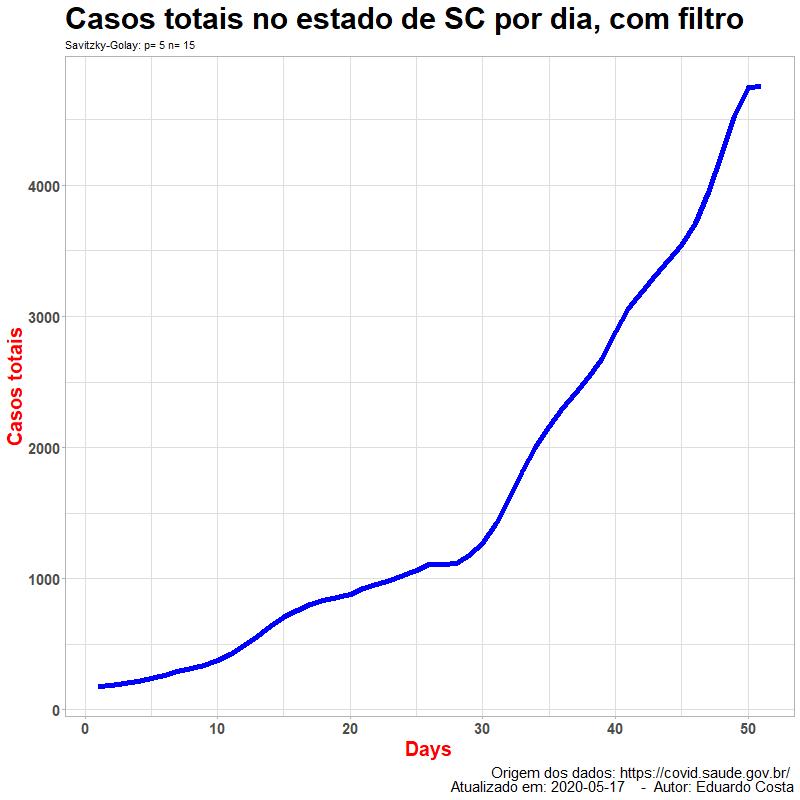 Casos totais no estado de SC por dia, com filtro
Savitzky-Golay: p= 5 n= 15
Casos totais
4000
3000
2000
1000
0
0 10 20 30 40 50
Days
Origem dos dados: https://covid.saude.gov.br/
Atualizado em: 2020-05-17 - Autor: Eduardo Costa